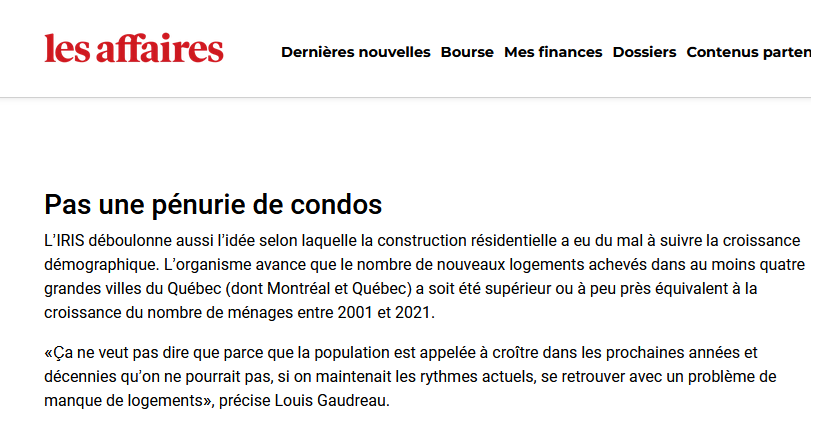 les affaires
Dernières nouvelles Bourse Mes finances Dossiers Contenus parten
Pas une pénurie de condos
L'IRIS déboulonne aussi l'idée selon laquelle la construction résidentielle a eu du mal à suivre la croissance
démographique. L'organisme avance que le nombre de nouveaux logements achevés dans au moins quatre
grandes villes du Québec (dont Montréal et Québec) a soit été supérieur ou à peu près équivalent à la
croissance du nombre de ménages entre 2001 et 2021.
«Ça ne veut pas dire que parce que la population est appelée à croître dans les prochaines années et
décennies qu'on ne pourrait pas, si on maintenait les rythmes actuels, se retrouver avec un problème de
manque de logements», précise Louis Gaudreau.